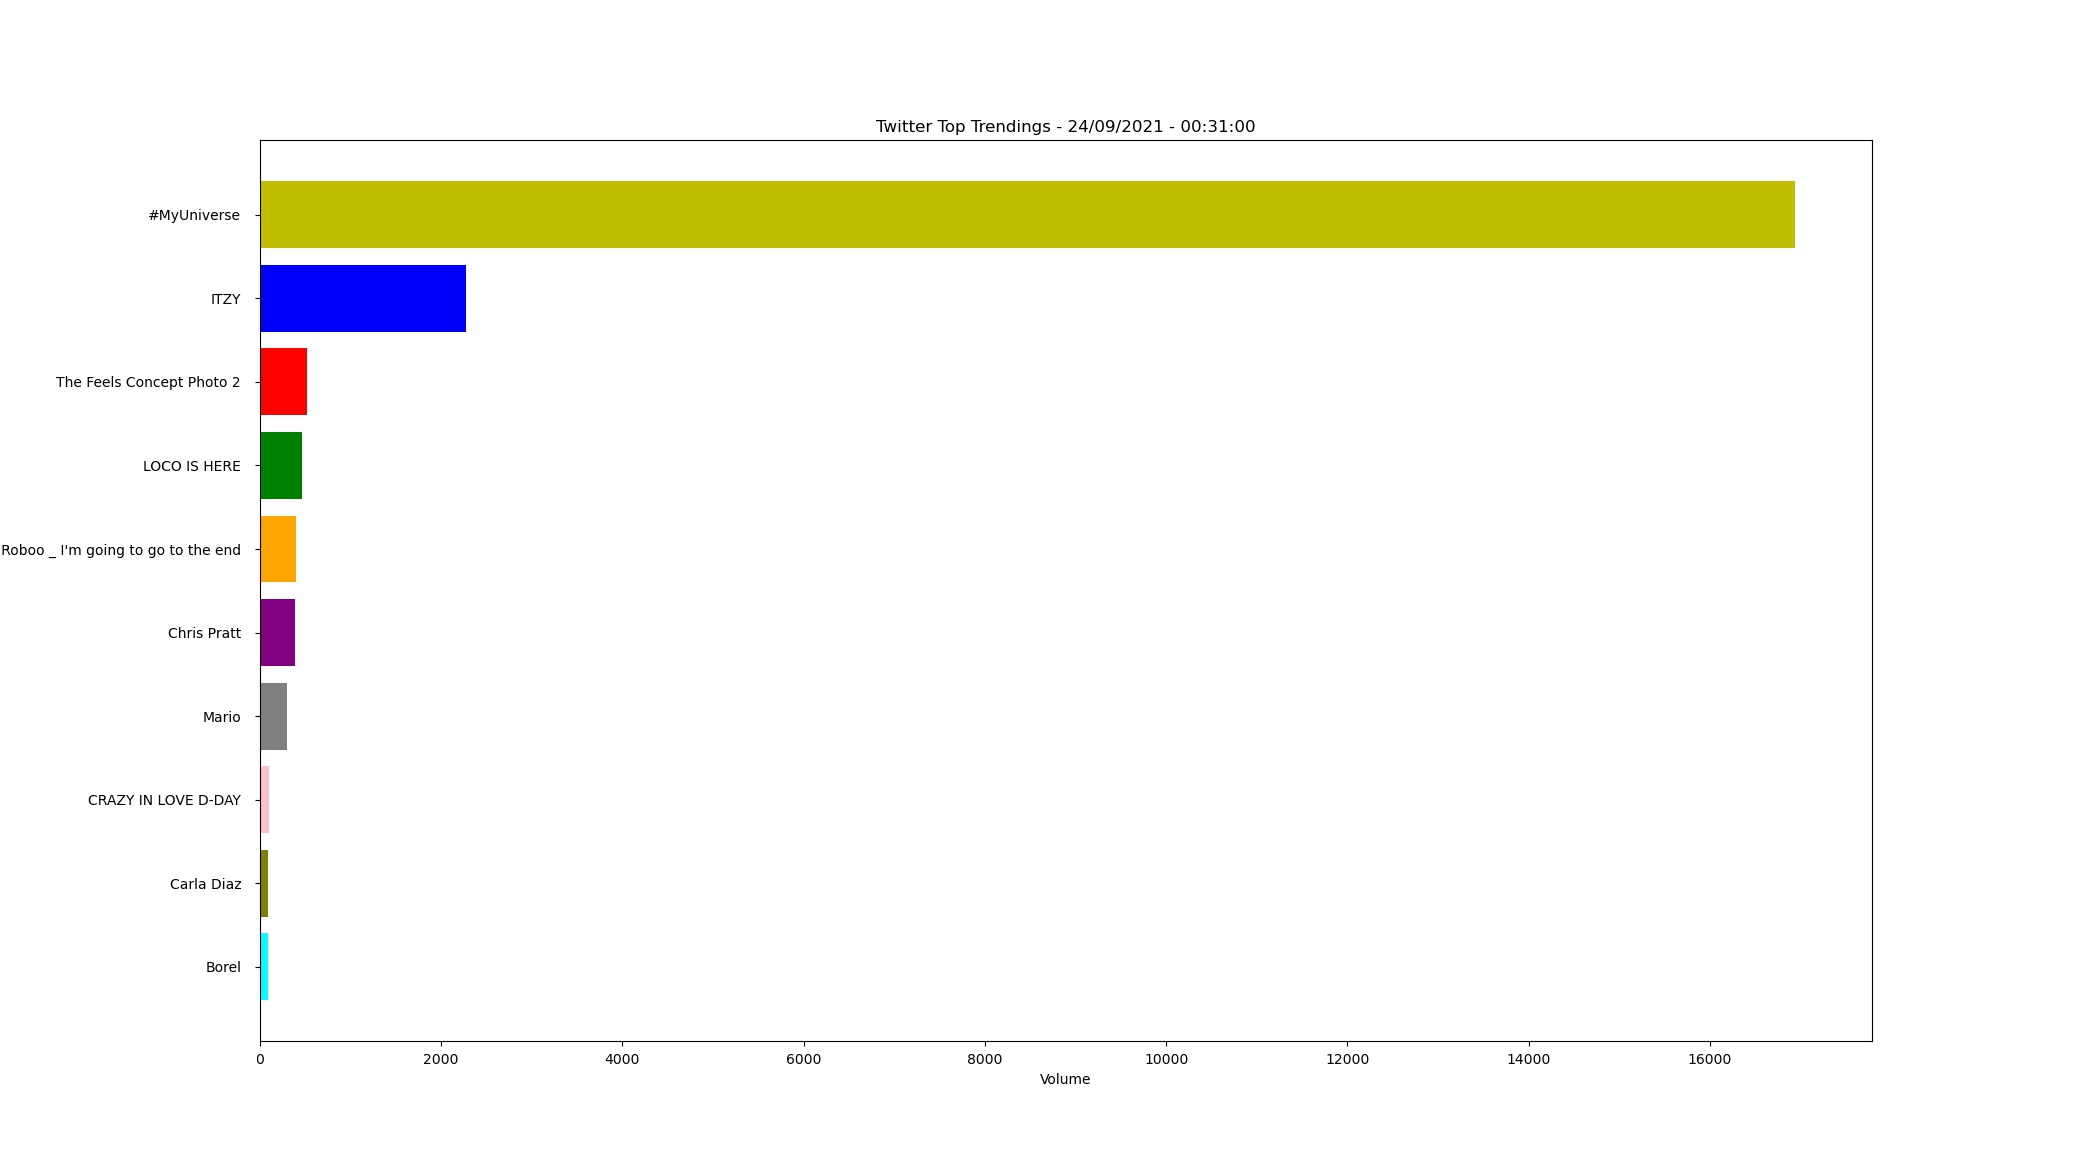 Twitter Top Trendings - 24/09/2021 - 00:31:00
#MyUniverse
ITZY
The Feels Concept Photo 2
LOCO IS HERE
Roboo _ I'm going to go to the end
Chris Pratt
Mario
CRAZY IN LOVE D-DAY
Carla Diaz
Borel
0 2000 4000 6000 8000 10000 12000 14000 16000
Volume